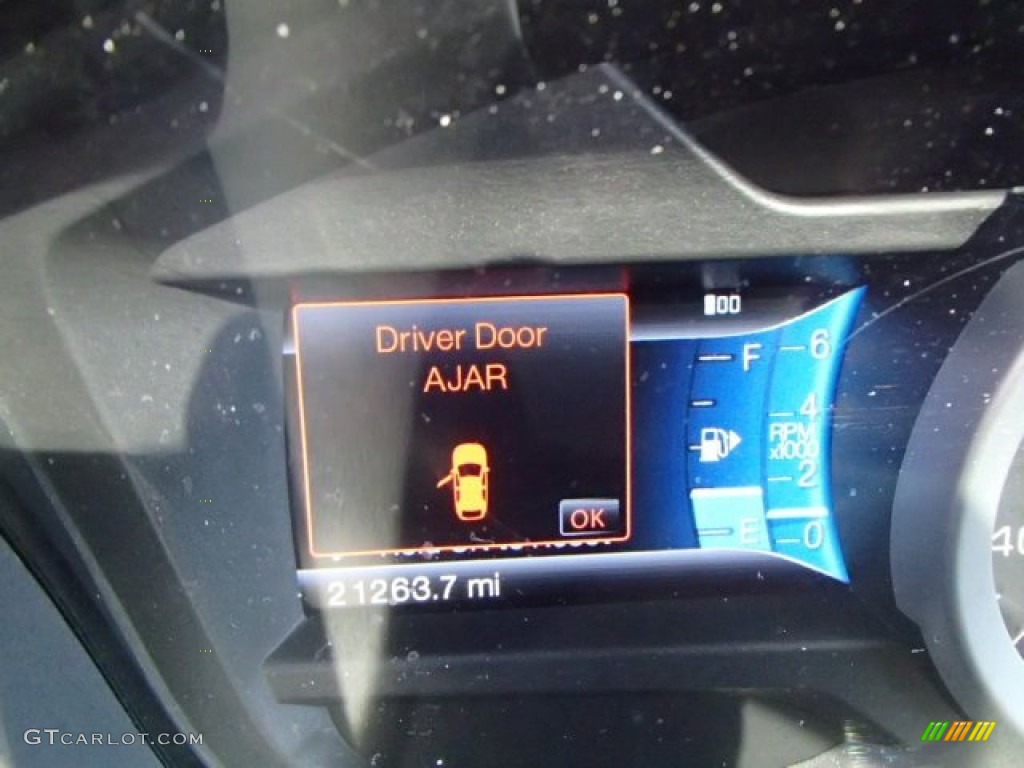 Driver Door
AJAR
OK
F
E
6
4
RPM
x1000
2
0
21263.7 mi
GTCARLOT.COM